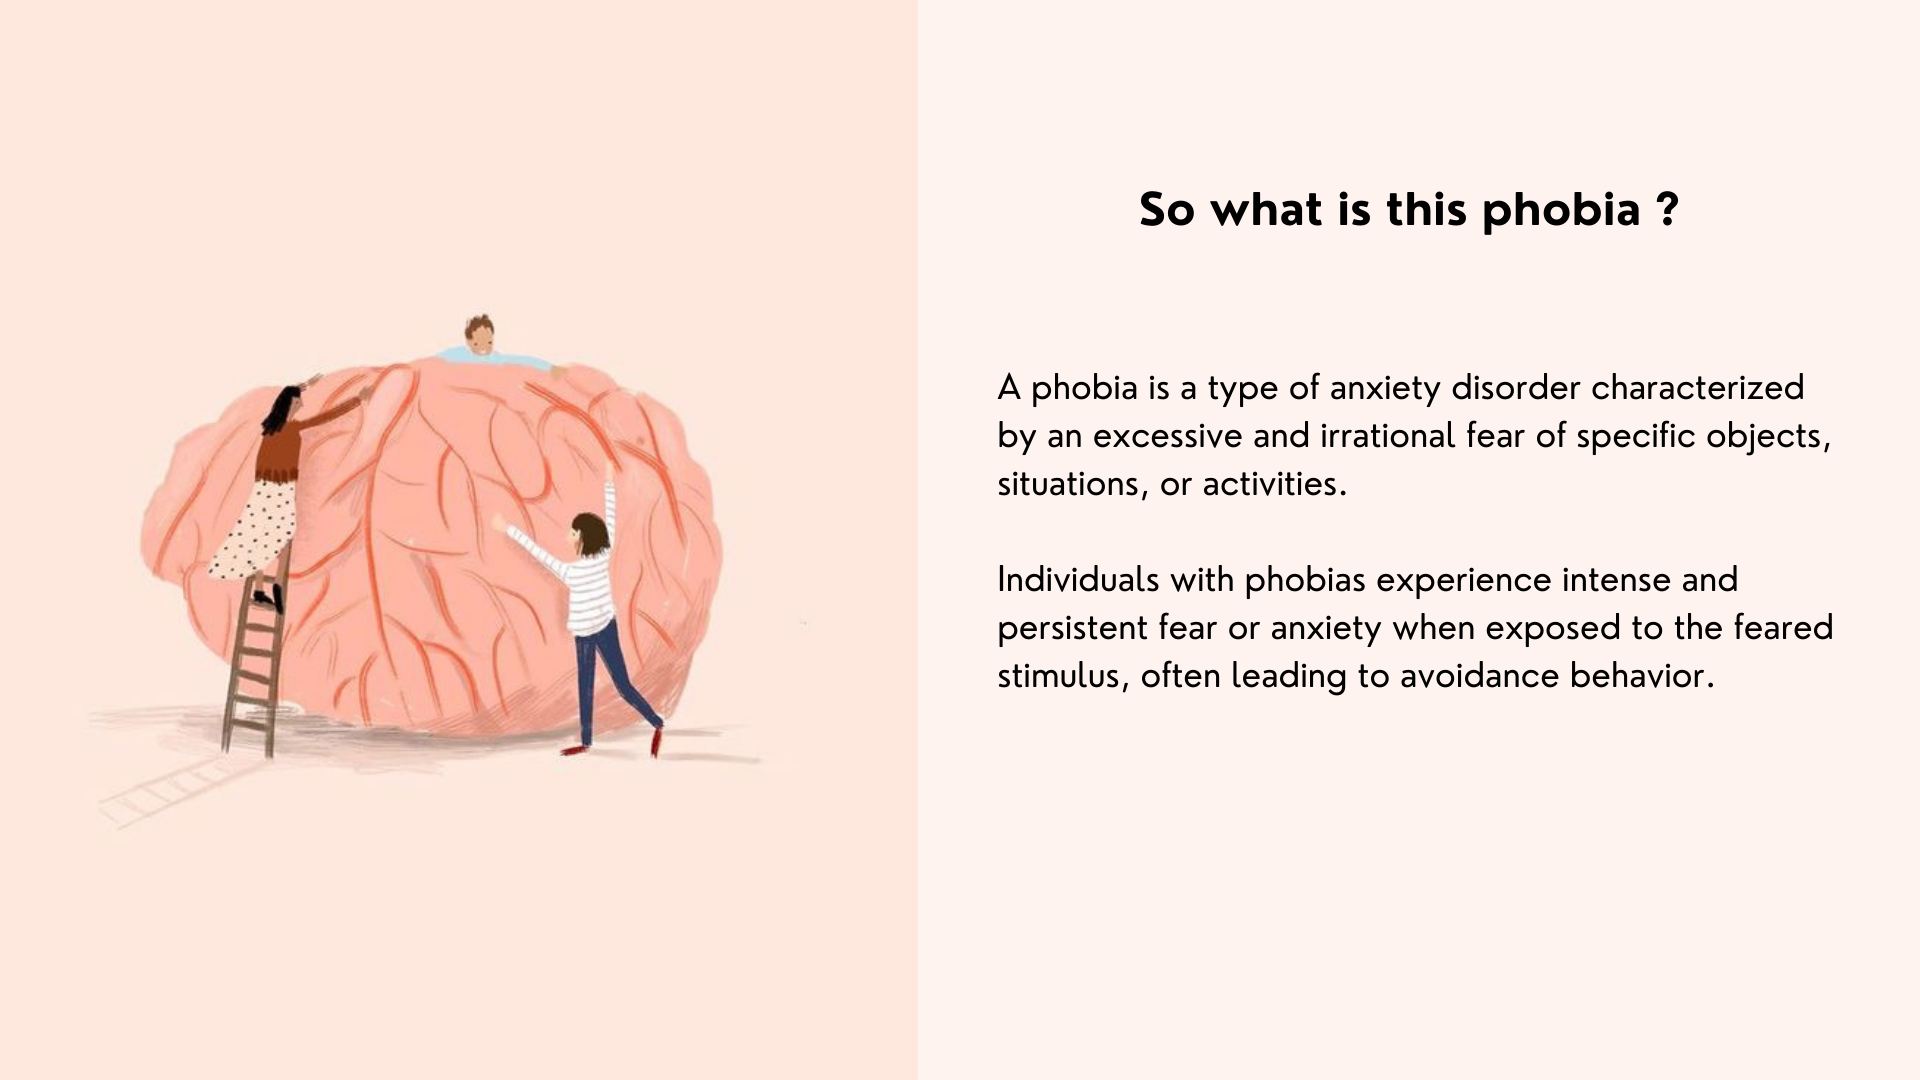 So what is this phobia ?
A phobia is a type of anxiety disorder characterized
by an excessive and irrational fear of specific objects,
situations, or activities.
Individuals with phobias experience intense and
persistent fear or anxiety when exposed to the feared
stimulus, often leading to avoidance behavior.